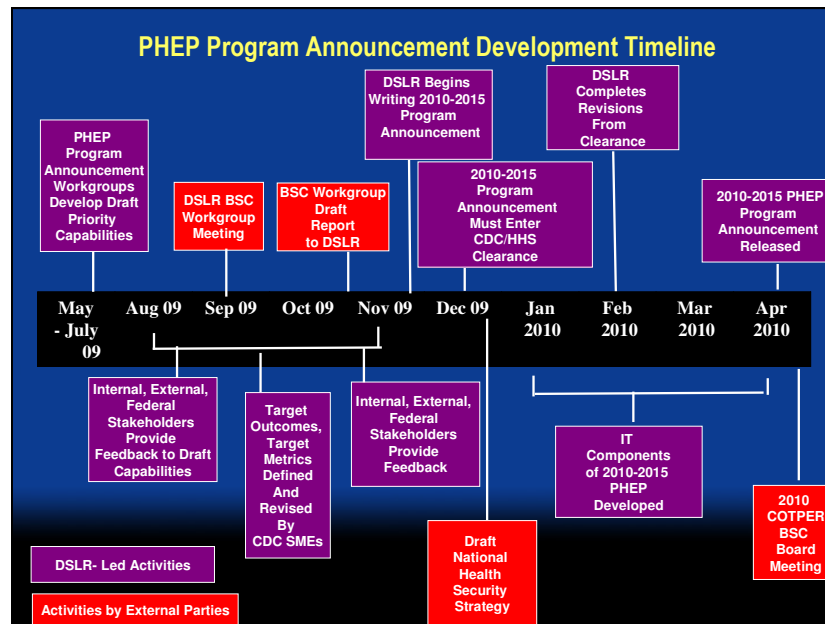 PHEP Program Announcement Development Timeline
PHEP
Program
Announcement
Workgroups
Develop Draft
Priority
Capabilities
DSLR BSC
Workgroup
Meeting
BSC Workgroup
Draft
Report
to DSLR
DSLR Begins
Writing 2010-2015
Program
Announcement
2010-2015
Program
Announcement
Must Enter
CDC/HHS
Clearance
DSLR
Completes
Revisions
From
Clearance
2010-2015 PHEP
Program
Announcement
Released
May
- July
09
Aug 09
Sep 09
Oct 09
Nov 09
Dec 09
Jan
2010
Feb
2010
Mar
2010
Apr
2010
Internal, External,
Federal
Stakeholders
Provide
Feedback to Draft
Capabilities
Target
Outcomes,
Target
Metrics
Defined
And
Revised
By
CDC SMEs
Internal, External,
Federal
Stakeholders
Provide
Feedback
Draft
National
Health
Security
Strategy
IT
Components
of 2010-2015
PHEP
Developed
2010
COTPER
BSC
Board
Meeting
DSLR- Led Activities
Activities by External Parties